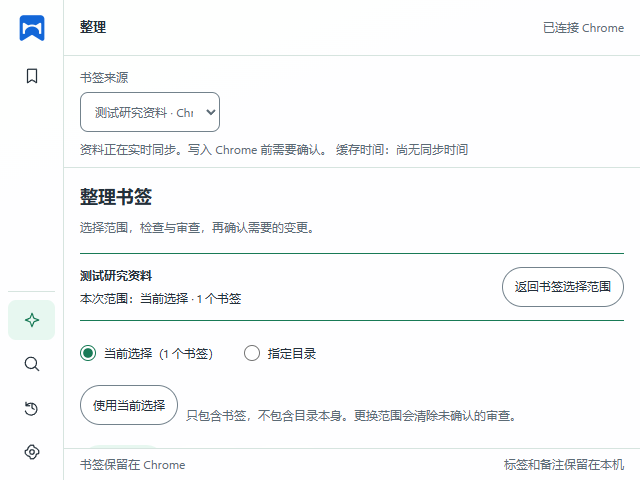 整理
已连接 Chrome
书签来源
测试研究资料 · Chr
资料正在实时同步。写入 Chrome 前需要确认。 缓存时间：尚无同步时间
整理书签
选择范围，检查与审查，再确认需要的变更。
测试研究资料
本次范围：当前选择 · 1 个书签
返回书签选择范围
当前选择（1 个书签）
指定目录
使用当前选择
只包含书签，不包含目录本身。更换范围会清除未确认的审查。
书签保留在 Chrome
标签和备注保留在本机